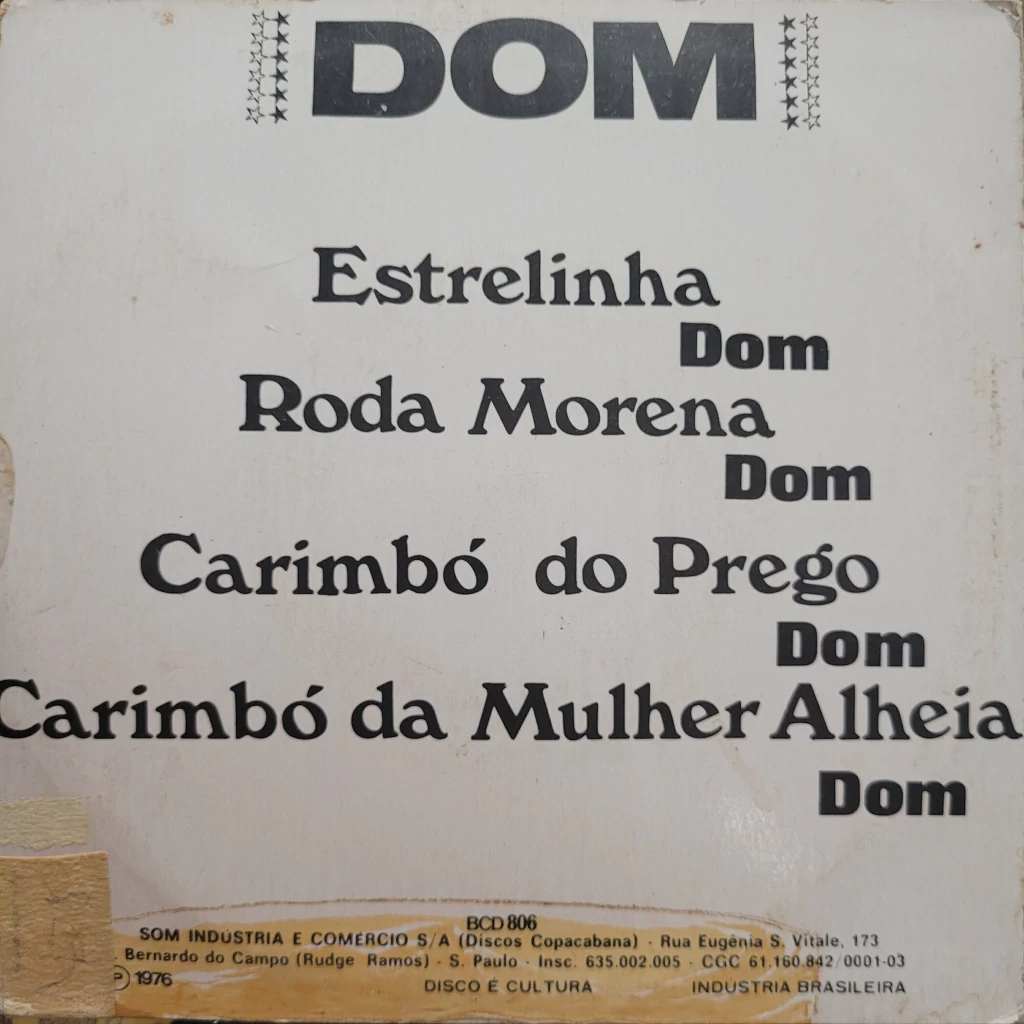 DOM
Estrelinha
Dom
Roda Morena
Dom
Carimbó do Prego
Dom
Carimbó da Mulher Alheia
Dom
BCD 806
SOM INDÚSTRIA E COMÉRCIO S/A (Discos Copacabana) - Rua Eugênia S. Vitale, 173
. Bernardo do Campo (Rudge Ramos) - S. Paulo - Insc. 635.002.005 - CGC 61.160.842/0001-03
℗ 1976 DISCO É CULTURA INDÚSTRIA BRASILEIRA